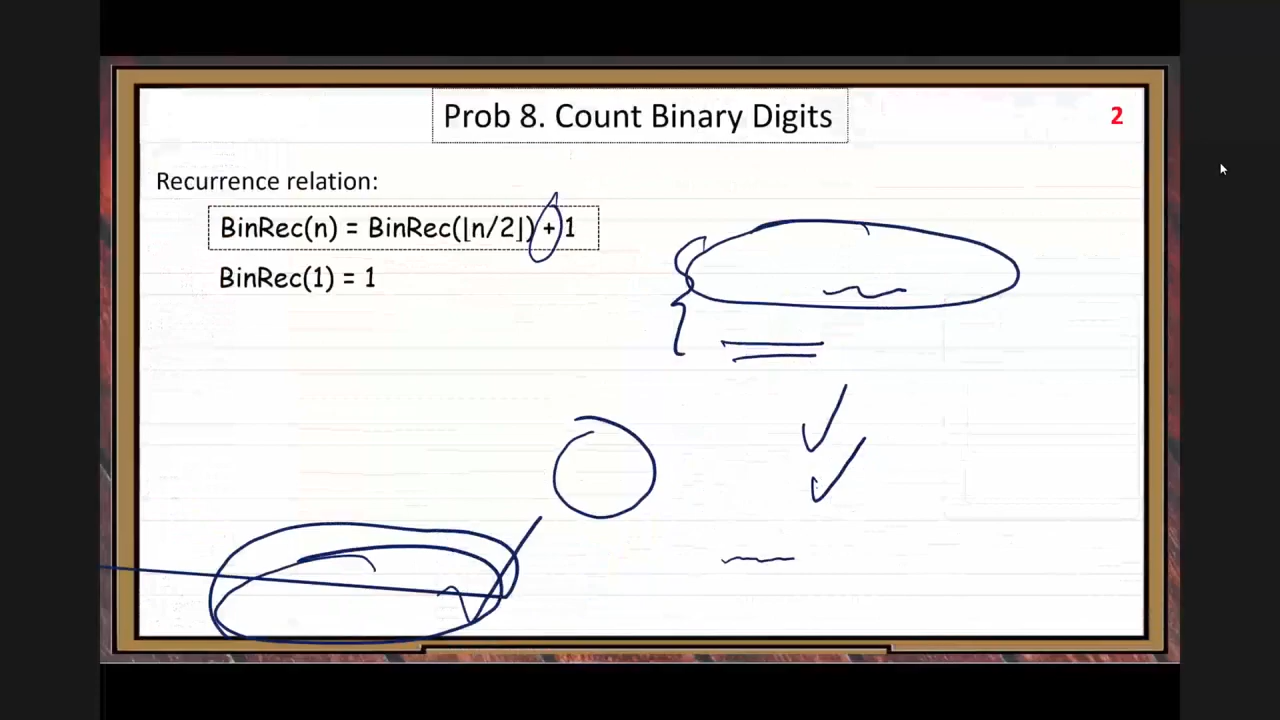 Prob 8. Count Binary Digits
2
Recurrence relation:
BinRec(n) = BinRec(⌊n/2⌋) + 1
BinRec(1) = 1